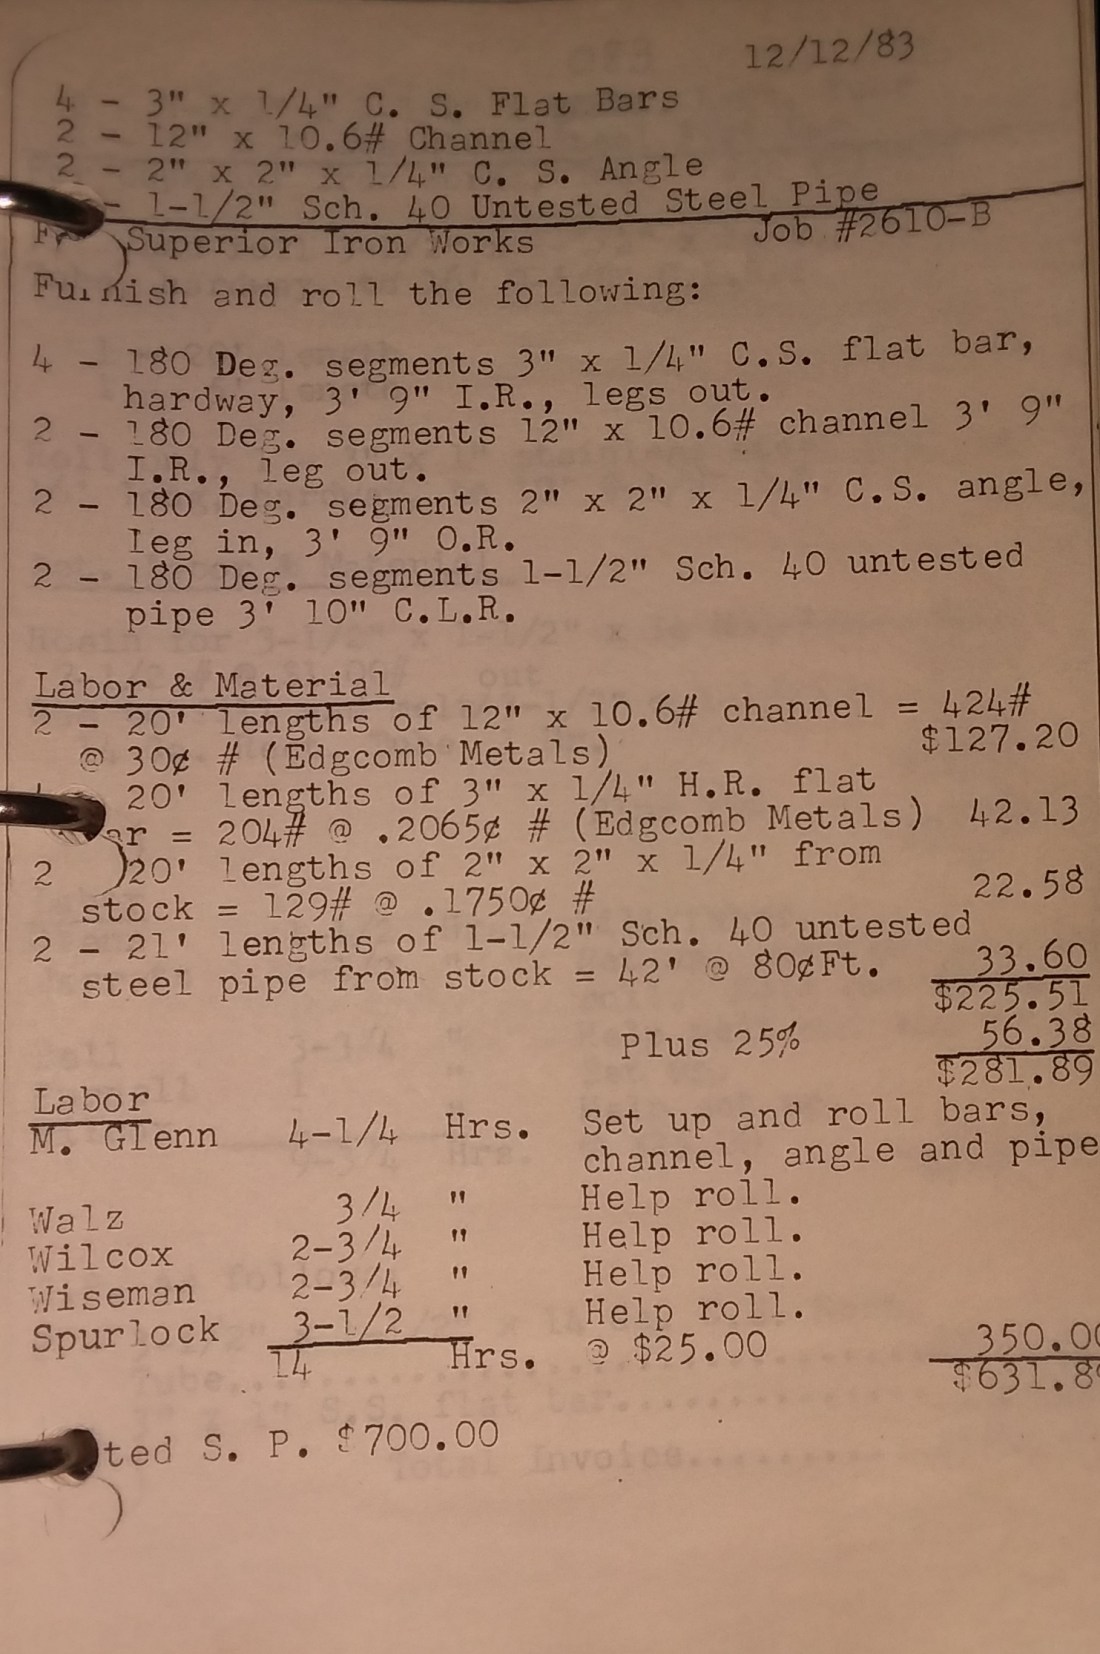 12/12/83
4 - 3" x 1/4" C. S. Flat Bars
2 - 12" x 10.6# Channel
2 - 2" x 2" x 1/4" C. S. Angle
- 1-1/2" Sch. 40 Untested Steel Pipe
Superior Iron Works Job #2610-B
Furnish and roll the following:
4 - 180 Deg. segments 3" x 1/4" C.S. flat bar,
hardway, 3' 9" I.R., legs out.
2 - 180 Deg. segments 12" x 10.6# channel 3' 9"
I.R., leg out.
2 - 180 Deg. segments 2" x 2" x 1/4" C.S. angle,
leg in, 3' 9" O.R.
2 - 180 Deg. segments 1-1/2" Sch. 40 untested
pipe 3' 10" C.L.R.
Labor & Material
2 - 20' lengths of 12" x 10.6# channel = 424#
@ 30¢ # (Edgcomb Metals) $127.20
20' lengths of 3" x 1/4" H.R. flat
= 204# @ .2065¢ # (Edgcomb Metals) 42.13
2 20' lengths of 2" x 2" x 1/4" from
stock = 129# @ .1750¢ # 22.58
2 - 21' lengths of 1-1/2" Sch. 40 untested
steel pipe from stock = 42' @ 80¢Ft. 33.60
$225.51
Plus 25% 56.38
$281.89
Labor
M. Glenn 4-1/4 Hrs. Set up and roll bars,
channel, angle and pipe
Walz 3/4 " Help roll.
Wilcox 2-3/4 " Help roll.
Wiseman 2-3/4 " Help roll.
Spurlock 3-1/2 " Help roll.
14 Hrs. @ $25.00 350.00
$631.8
S. P. $700.00